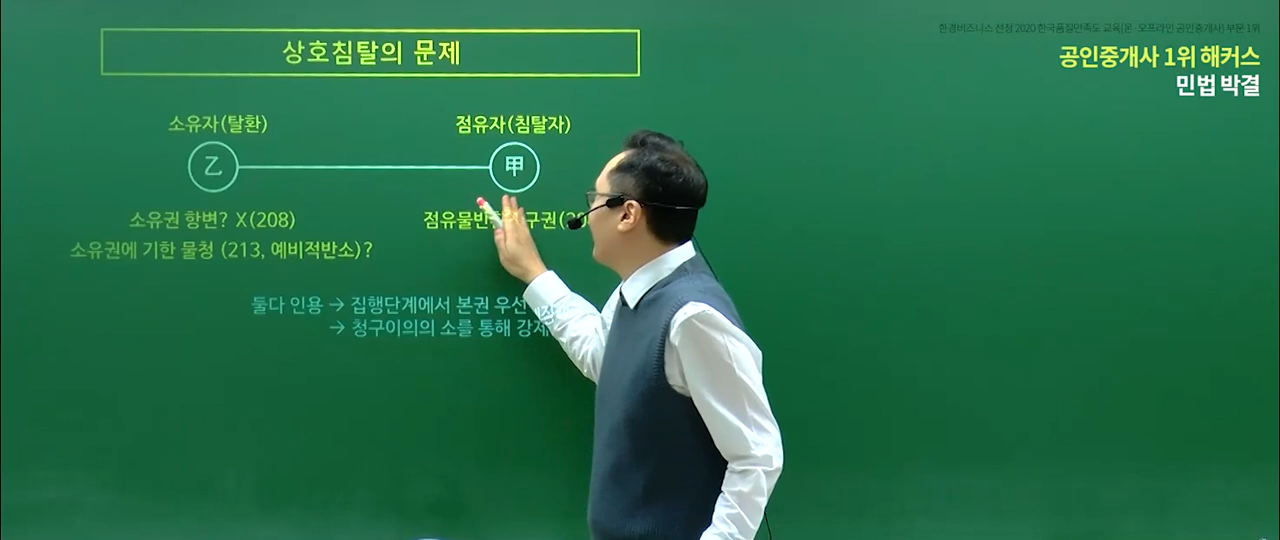 한경비즈니스 선정 2020 한국품질만족도 교육(온·오프라인 공인중개사) 부문 1위
공인중개사 1위 해커스
민법 박결
상호침탈의 문제
소유자(탈환) 점유자(침탈자)
乙 甲
소유권 항변? X(208) 점유물반
소유권에 기한 물청 (213, 예비적반소)?
둘다 인용 → 집행단계에서 본권 우선
→ 청구이의의 소를 통해 강제